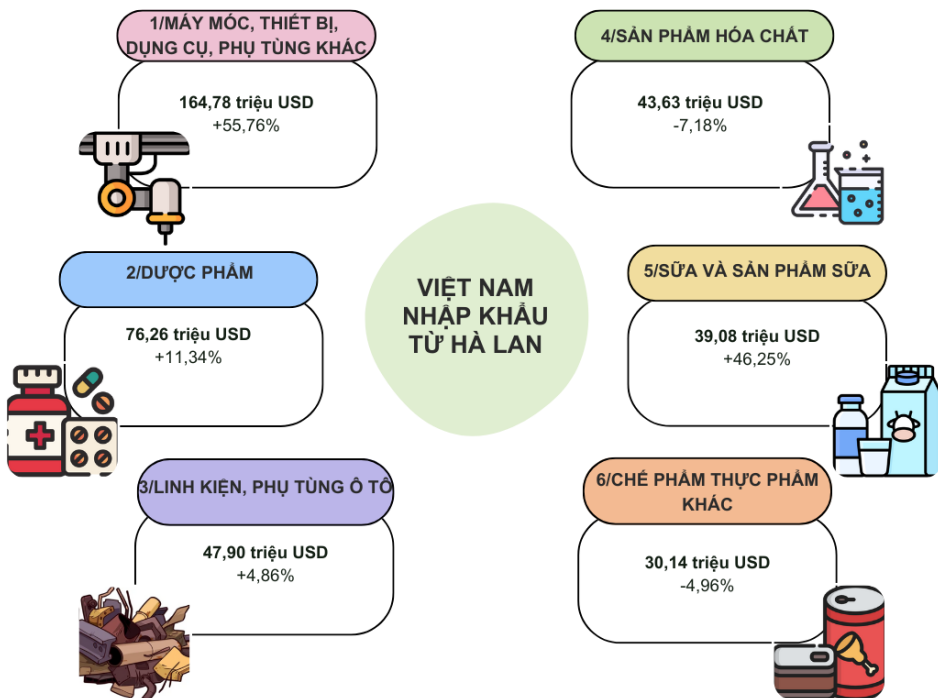 1/MÁY MÓC, THIẾT BỊ,
DỤNG CỤ, PHỤ TÙNG KHÁC
164,78 triệu USD
+55,76%
2/DƯỢC PHẨM
76,26 triệu USD
+11,34%
3/LINH KIỆN, PHỤ TÙNG Ô TÔ
47,90 triệu USD
+4,86%
VIỆT NAM
NHẬP KHẨU
TỪ HÀ LAN
4/SẢN PHẨM HÓA CHẤT
43,63 triệu USD
-7,18%
5/SỮA VÀ SẢN PHẨM SỮA
39,08 triệu USD
+46,25%
6/CHẾ PHẨM THỰC PHẨM
KHÁC
30,14 triệu USD
-4,96%